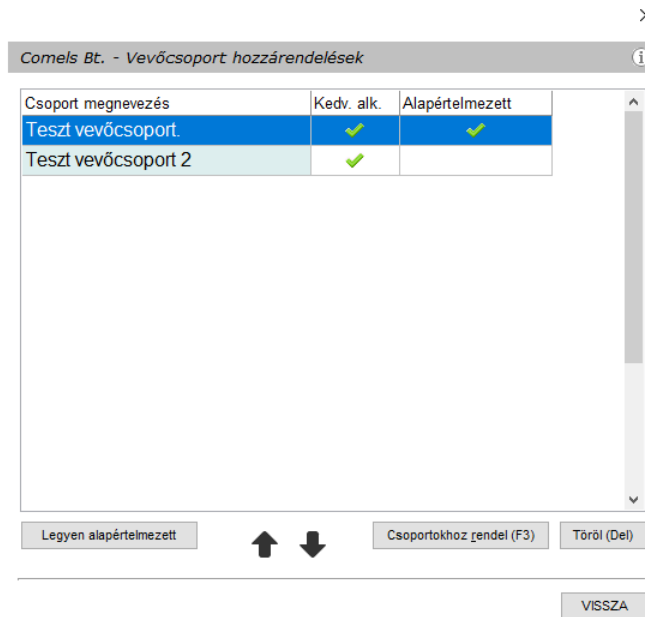 Comels Bt. - Vevőcsoport hozzárendelések
Csoport megnevezés Kedv. alk. Alapértelmezett
Teszt vevőcsoport.
Teszt vevőcsoport 2
Legyen alapértelmezett Csoportokhoz rendel (F3) Töröl (Del)
VISSZA